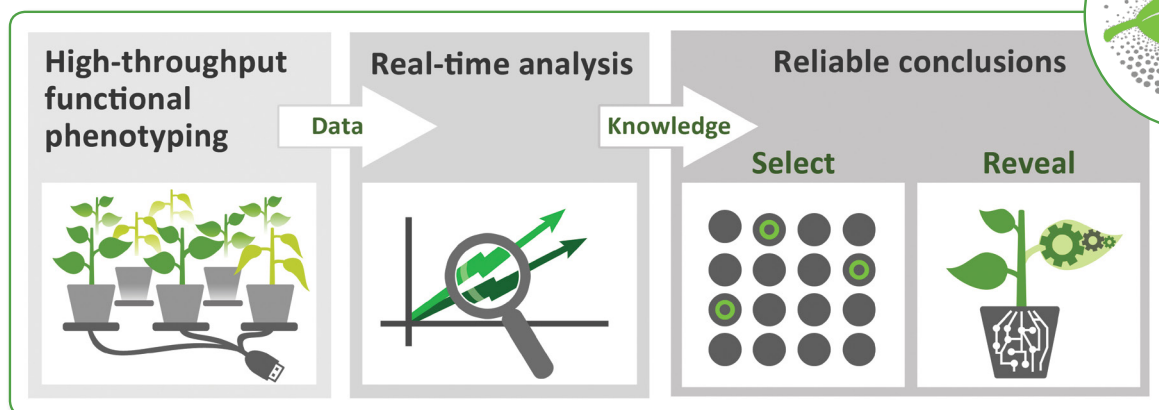 High-throughput
functional
phenotyping
Data
Real-time analysis
Knowledge
Reliable conclusions
Select
Reveal